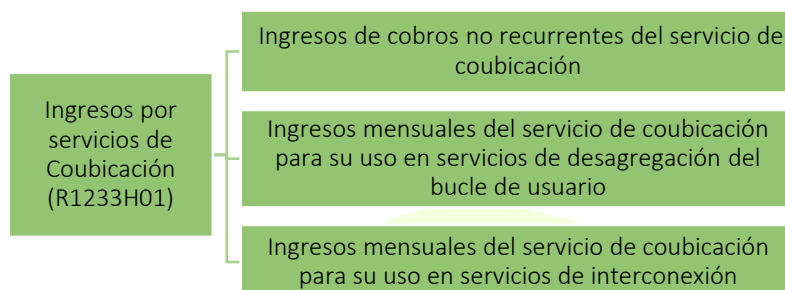 Ingresos por
servicios de
Coubicación
(R1233H01)
Ingresos de cobros no recurrentes del servicio de
coubicación
Ingresos mensuales del servicio de coubicación
para su uso en servicios de desagregación del
bucle de usuario
Ingresos mensuales del servicio de coubicación
para su uso en servicios de interconexión